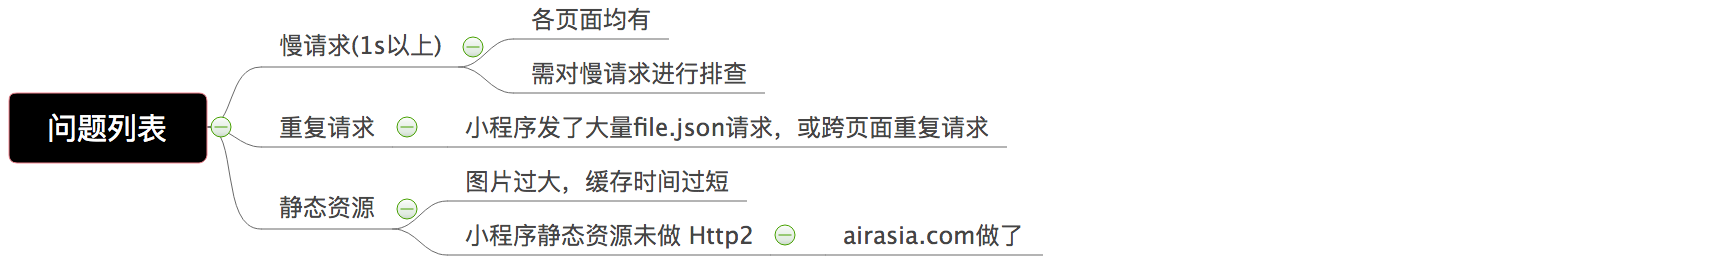 问题列表
慢请求(1s以上)
各页面均有
需对慢请求进行排查
重复请求
小程序发了大量file.json请求，或跨页面重复请求
静态资源
图片过大，缓存时间过短
小程序静态资源未做 Http2
airasia.com做了